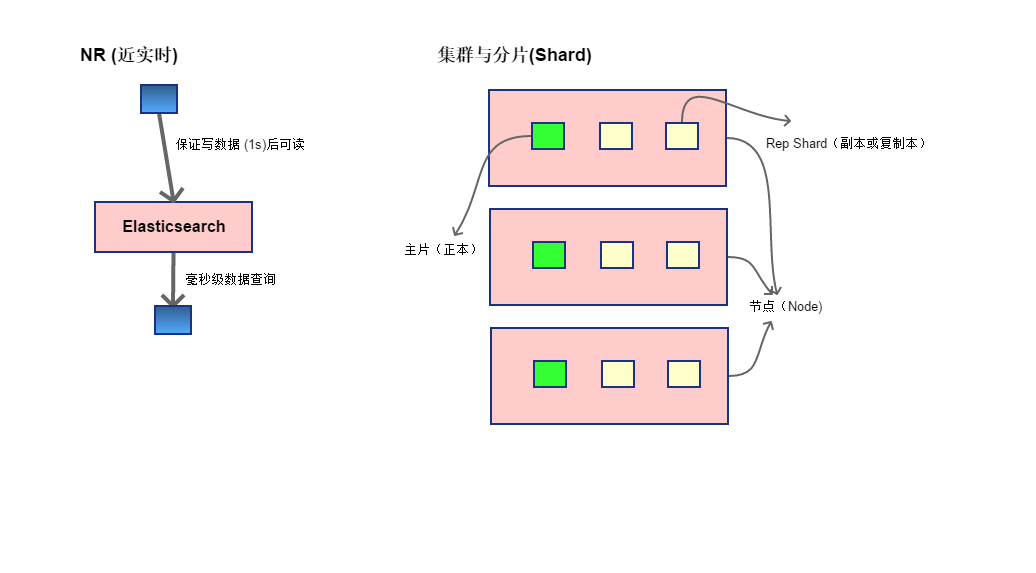 NR (近实时)
保证写数据 (1s)后可读
Elasticsearch
毫秒级数据查询
集群与分片(Shard)
Rep Shard（副本或复制本）
主片（正本）
节点（Node)